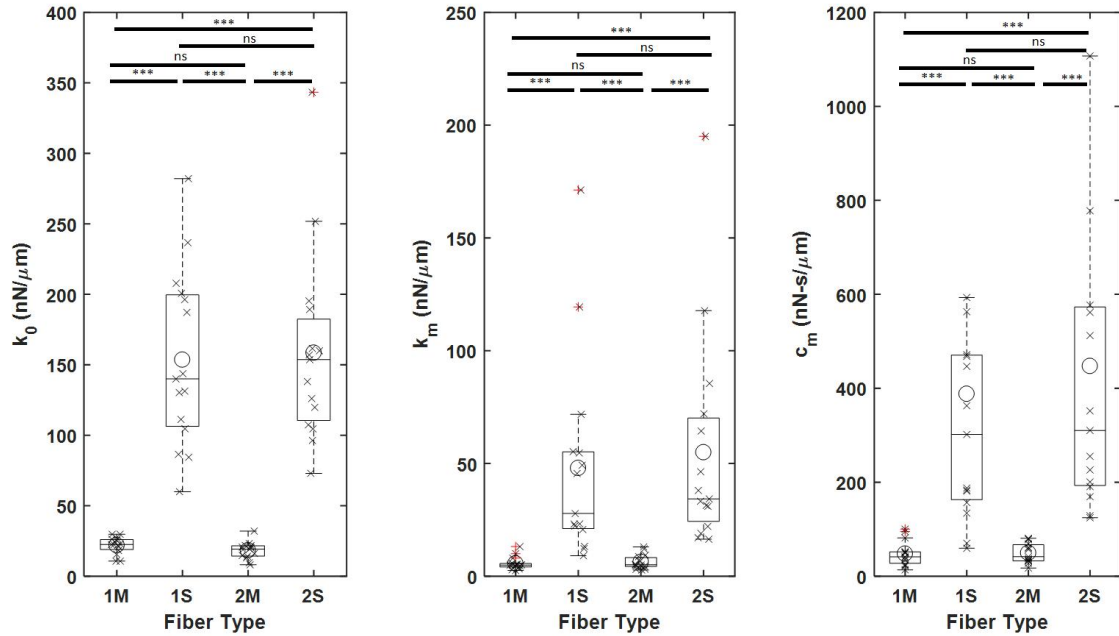 400
350
300
250
200
150
100
50
0
k0 (nN/μm)
***
ns
ns
*** *** ***
1M 1S 2M 2S
Fiber Type
250
200
150
100
50
0
km (nN/μm)
***
ns
ns
*** *** ***
1M 1S 2M 2S
Fiber Type
1200
1000
800
600
400
200
0
cm (nN-s/μm)
***
ns
ns
*** *** ***
1M 1S 2M 2S
Fiber Type